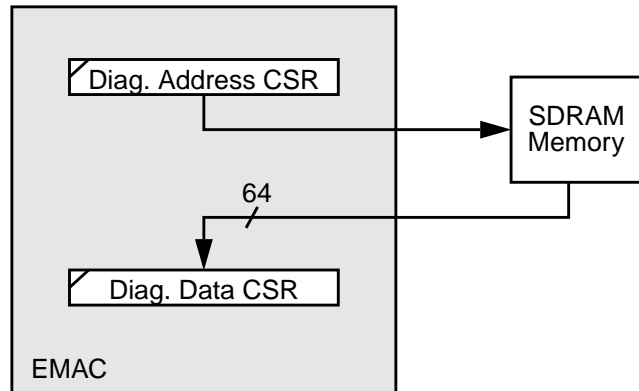 Diag. Address CSR
SDRAM
Memory
64
Diag. Data CSR
EMAC